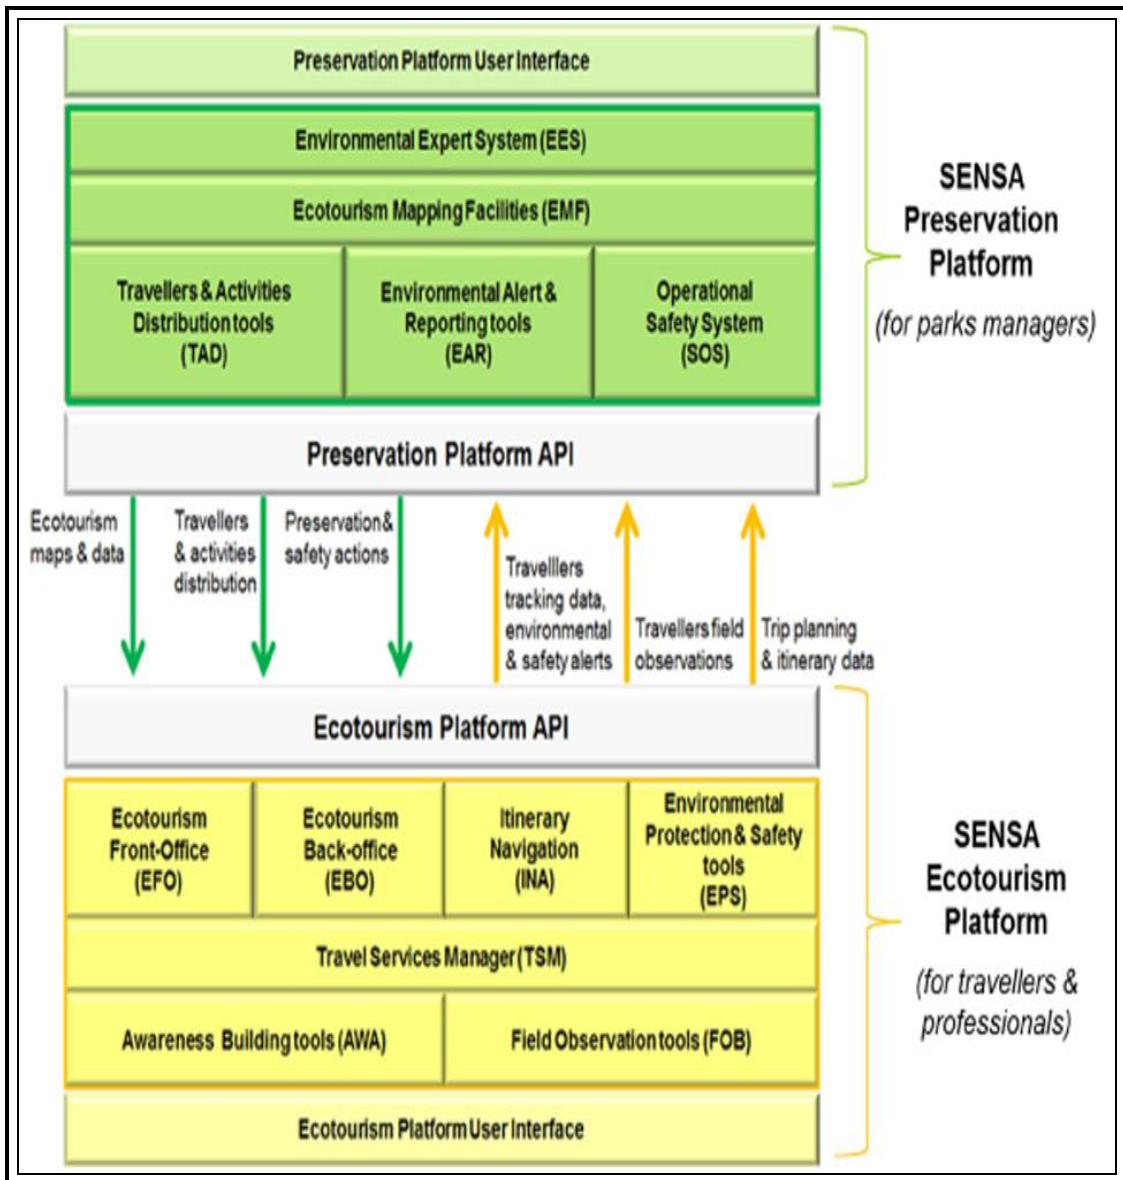 Preservation Platform User Interface
Environmental Expert System (EES)
Ecotourism Mapping Facilities (EMF)
Travellers & Activities
Distribution tools
(TAD)
Environmental Alert &
Reporting tools
(EAR)
Operational
Safety System
(SOS)
Preservation Platform API
SENSA
Preservation
Platform
(for parks managers)
Ecotourism
maps & data
Travellers
& activities
distribution
Preservation &
safety actions
Travelllers
tracking data,
environmental
& safety alerts
Travellers field
observations
Trip planning
& itinerary data
Ecotourism Platform API
Ecotourism
Front-Office
(EFO)
Ecotourism
Back-office
(EBO)
Itinerary
Navigation
(INA)
Environmental
Protection & Safety
tools
(EPS)
Travel Services Manager (TSM)
Awareness Building tools (AWA)
Field Observation tools (FOB)
Ecotourism Platform User Interface
SENSA
Ecotourism
Platform
(for travellers &
professionals)